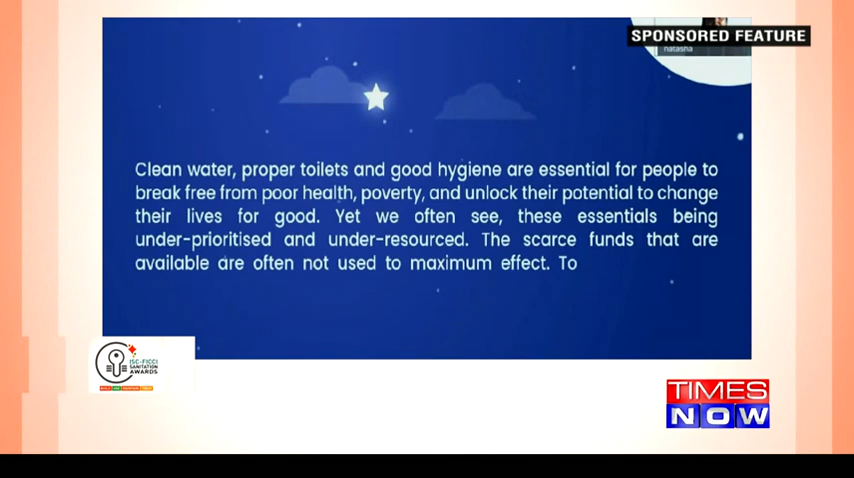 SPONSORED FEATURE
natasha
Clean water, proper toilets and good hygiene are essential for people to
break free from poor health, poverty, and unlock their potential to change
their lives for good. Yet we often see, these essentials being
under-prioritised and under-resourced. The scarce funds that are
available are often not used to maximum effect. To
ISC-FICCI
SANITATION
AWARDS
TIMES
NOW